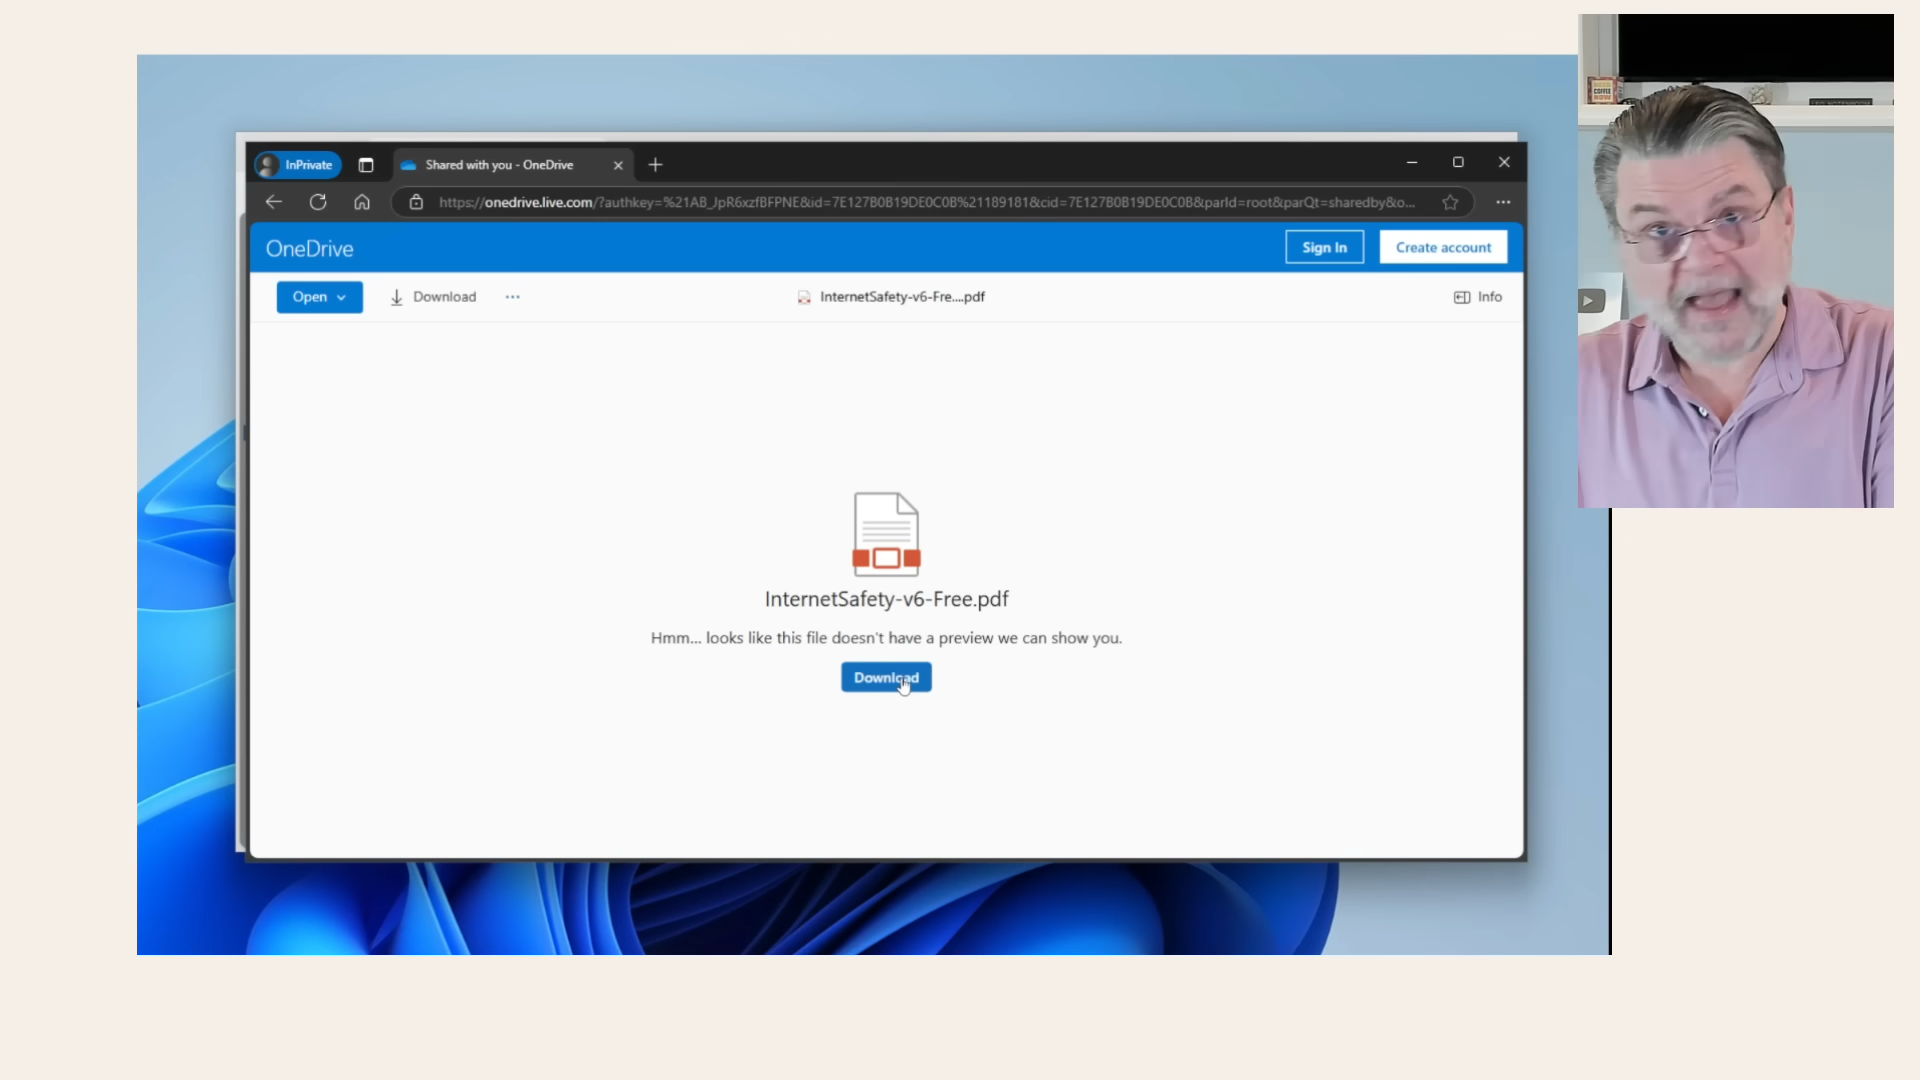 InPrivate
Shared with you - OneDrive
https://onedrive.live.com/?authkey=%21AB_JpR6xzfBFPNE&id=7E127B0B19DE0C0B%21189181&cid=7E127B0B19DE0C0B&parId=root&parQt=sharedby&o...
OneDrive
Sign In
Create account
Open
Download
InternetSafety-v6-Fre....pdf
Info
InternetSafety-v6-Free.pdf
Hmm... looks like this file doesn't have a preview we can show you.
Download
COFFEE